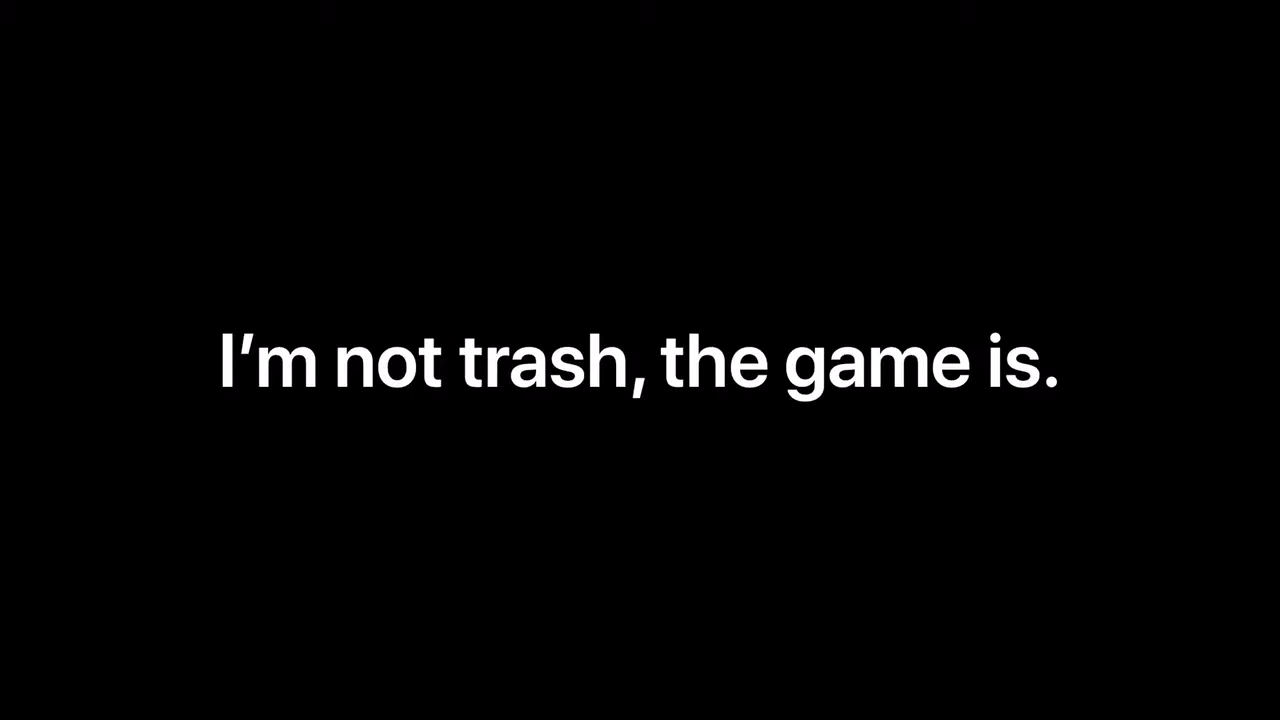 I’m not trash, the game is.